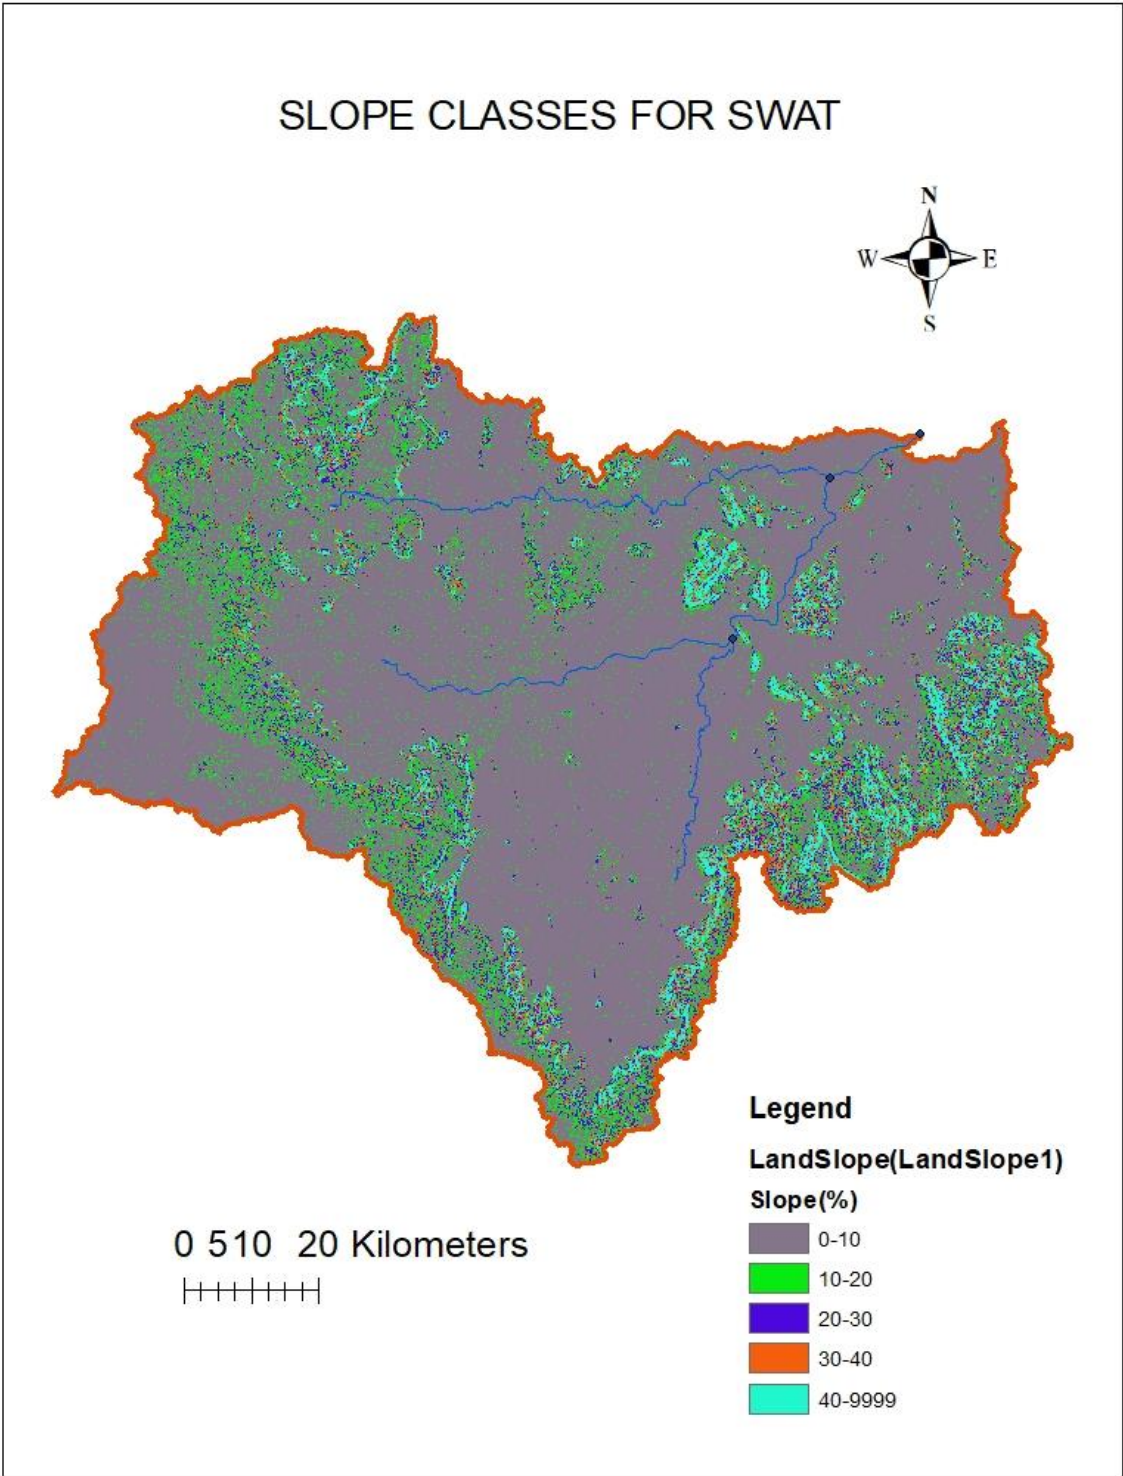 SLOPE CLASSES FOR SWAT
N
W E
S
Legend
LandSlope(LandSlope1)
Slope(%)
0-10
10-20
20-30
30-40
40-9999
0 510 20 Kilometers